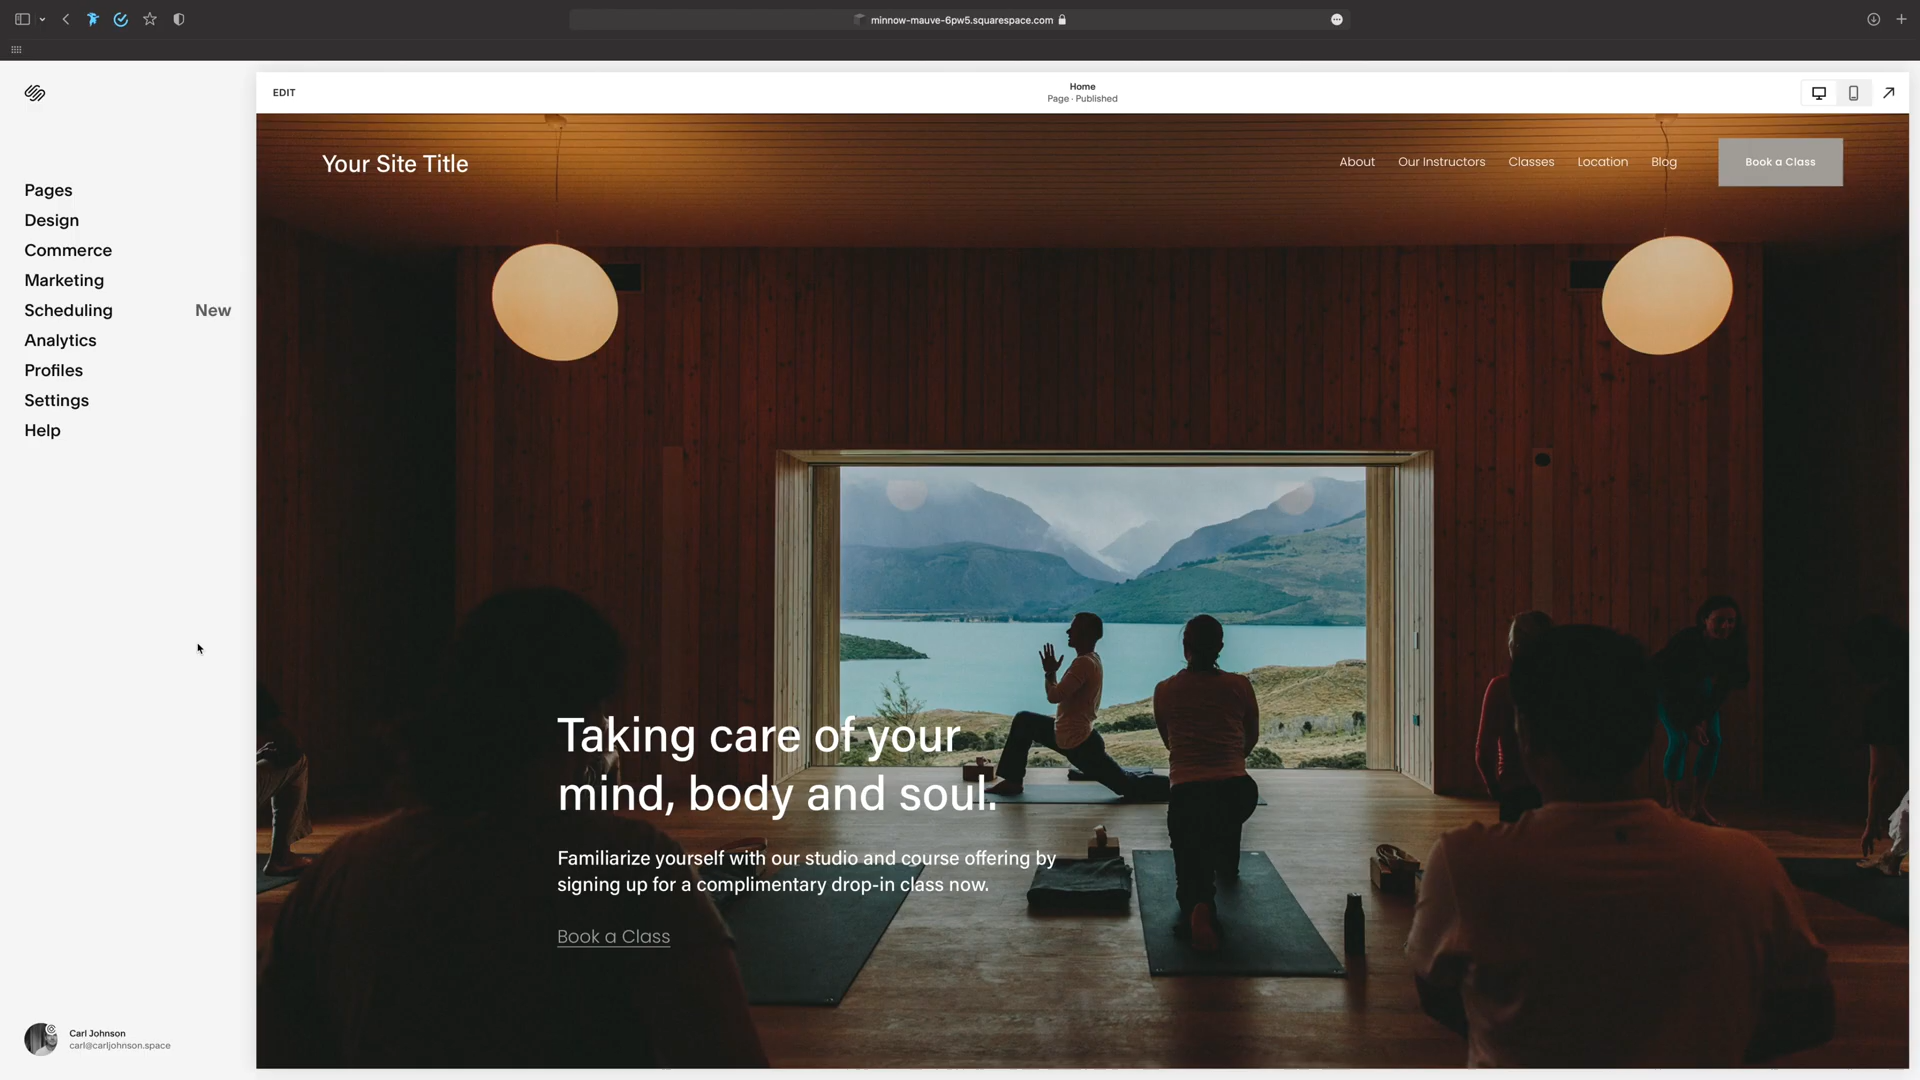 minnow-mauve-6pw5.squarespace.com
EDIT
Home
Page · Published
Pages
Design
Commerce
Marketing
Scheduling New
Analytics
Profiles
Settings
Help
Carl Johnson
carl@carljohnson.space
Your Site Title
About Our Instructors Classes Location Blog Book a Class
Taking care of your
mind, body and soul.
Familiarize yourself with our studio and course offering by
signing up for a complimentary drop-in class now.
Book a Class